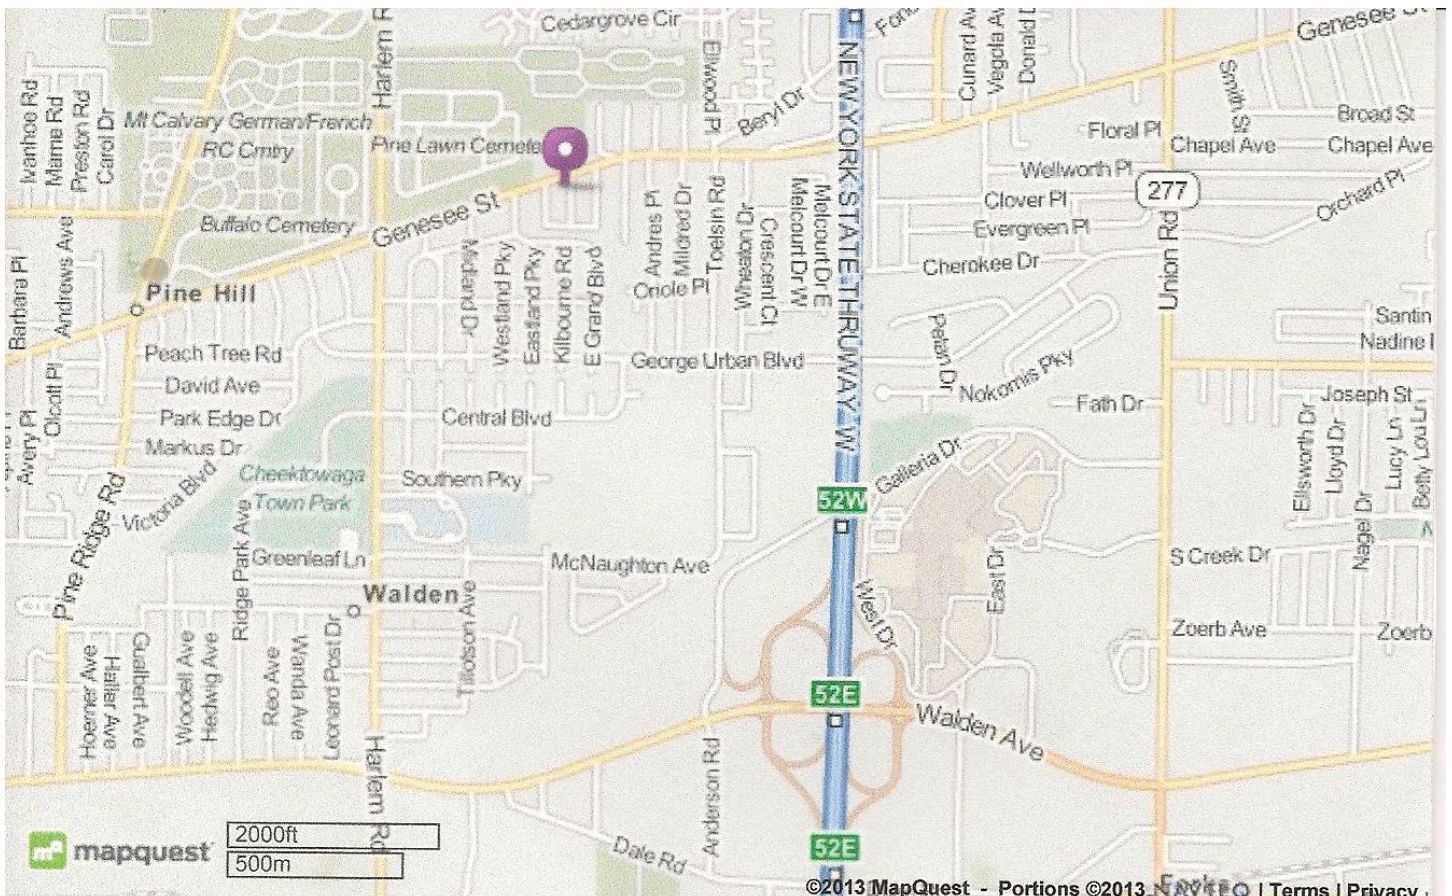 Cedargrove Cir
Genesee St
Harlem R
Elwood Pl
NEW YORK STATE THRUWAY W
Cunard Av
Vegola Av
Donald D
Smith St
Ivanhoe Rd
Mame Rd
Preston Rd
Carol Dr
Mt Calvary German/French
RC Cmtry
Pine Lawn Cemete
Beryl Dr
Floral Pl
Broad St
Chapel Ave
Chapel Ave
Wellworth Pl
277
Clover Pl
Orchard Pl
Evergreen Pl
Buffalo Cemetery
Genesee St
Andres Pl
Mildred Dr
Toelsin Rd
Wheaton Dr
Crescent Ct
Melcourt Dr W
Melcourt Dr E
Cherokee Dr
Union Rd
Barbara Pl
Andrews Ave
Pine Hill
Myland Dr
Westland Pky
Eastland Pky
Kilbourne Rd
E Grand Blvd
Oriole Pl
Santin
Nadine
Peach Tree Rd
George Urban Blvd
Petan Dr
Nokomis Pky
David Ave
Olcott Pl
Park Edge Dr
Central Blvd
Fath Dr
Joseph St
Avery Pl
Markus Dr
Ellsworth Dr
Lloyd Dr
Lucy Ln
Betty Lou Ln
Galleria Dr
Cheektowaga
Town Park
Southern Pky
Victoria Blvd
52W
Pine Ridge Rd
Ridge Park Ave
Greenleaf Ln
McNaughton Ave
S Creek Dr
Nagel Dr
East Dr
West Dr
Walden
Tillotson Ave
Zoerb Ave
Zoerb
Hoerner Ave
Haller Ave
Gualbert Ave
Woodell Ave
Hedwig Ave
Reo Ave
Wanda Ave
Leonard Post Dr
52E
Walden Ave
Harlem Rd
Anderson Rd
2000ft
mapquest
500m
Dale Rd
52E
©2013 MapQuest - Portions ©2013 NAVTEQ | Terms | Privacy